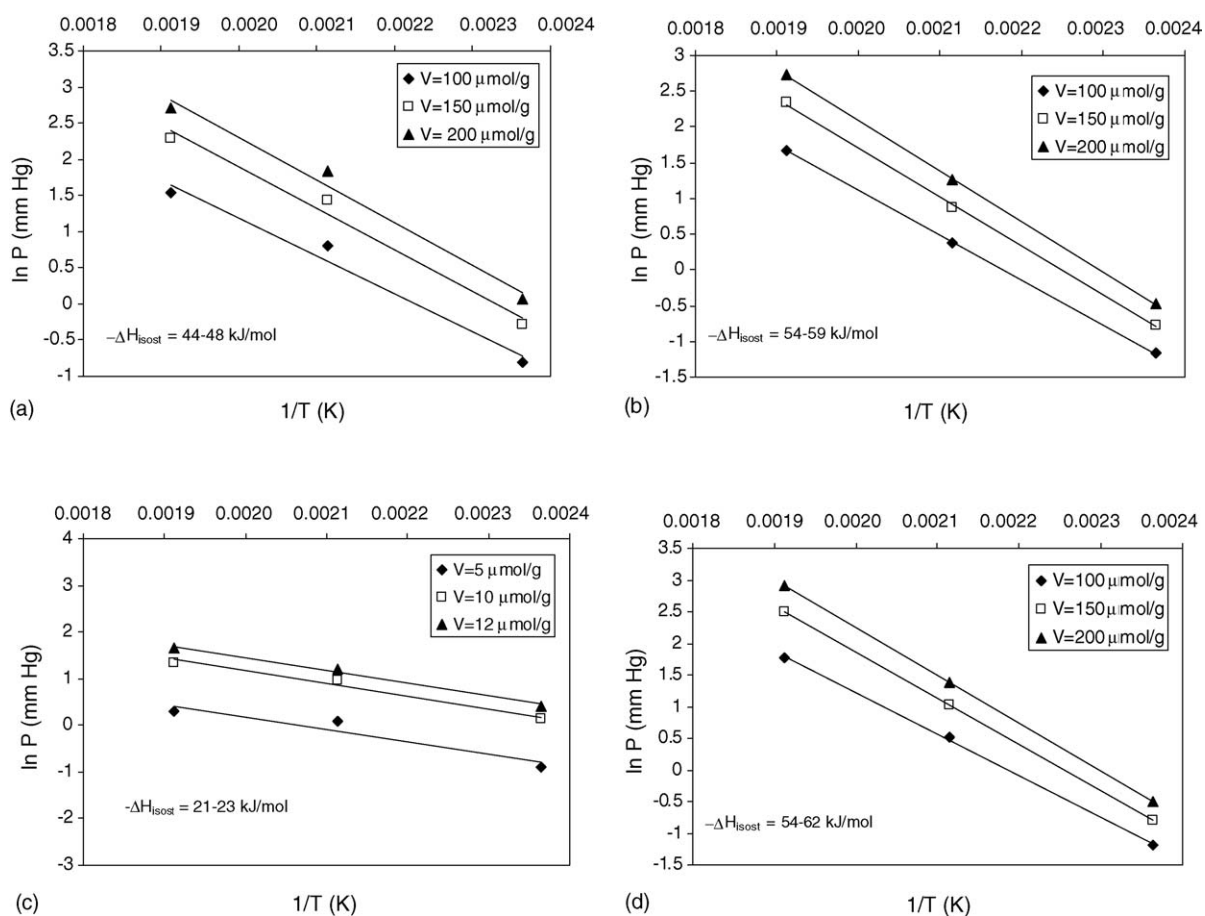 0.0018 0.0019 0.0020 0.0021 0.0022 0.0023 0.0024
3.5
3
2.5
2
1.5
1
0.5
0
-0.5
-1
ln P (mm Hg)
V=100 µmol/g
V=150 µmol/g
V= 200 µmol/g
−ΔHisost = 44-48 kJ/mol
(a)
1/T (K)
0.0018 0.0019 0.0020 0.0021 0.0022 0.0023 0.0024
3
2.5
2
1.5
1
0.5
0
-0.5
-1
-1.5
ln P (mm Hg)
V=100 µmol/g
V=150 µmol/g
V=200 µmol/g
−ΔHisost = 54-59 kJ/mol
(b)
1/T (K)
0.0018 0.0019 0.0020 0.0021 0.0022 0.0023 0.0024
4
3
2
1
0
-1
-2
-3
ln P (mm Hg)
V=5 µmol/g
V=10 µmol/g
V=12 µmol/g
-ΔHisost = 21-23 kJ/mol
(c)
1/T (K)
0.0018 0.0019 0.0020 0.0021 0.0022 0.0023 0.0024
3.5
3
2.5
2
1.5
1
0.5
0
-0.5
-1
-1.5
ln P (mm Hg)
V=100 µmol/g
V=150 µmol/g
V=200 µmol/g
−ΔHisost = 54-62 kJ/mol
(d)
1/T (K)